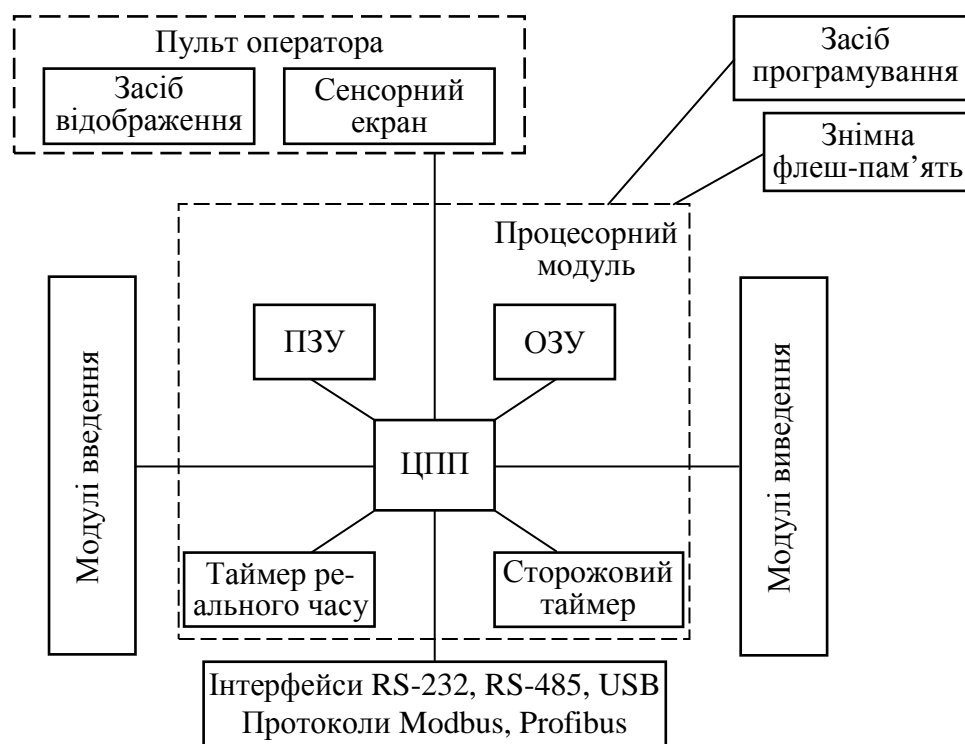 Пульт оператора
Засіб
відображення
Сенсорний
екран
Засіб
програмування
Знімна
флеш-пам’ять
Процесорний
модуль
ПЗУ
ОЗУ
ЦПП
Модулі введення
Модулі виведення
Таймер ре-
ального часу
Сторожовий
таймер
Інтерфейси RS-232, RS-485, USB
Протоколи Modbus, Profibus